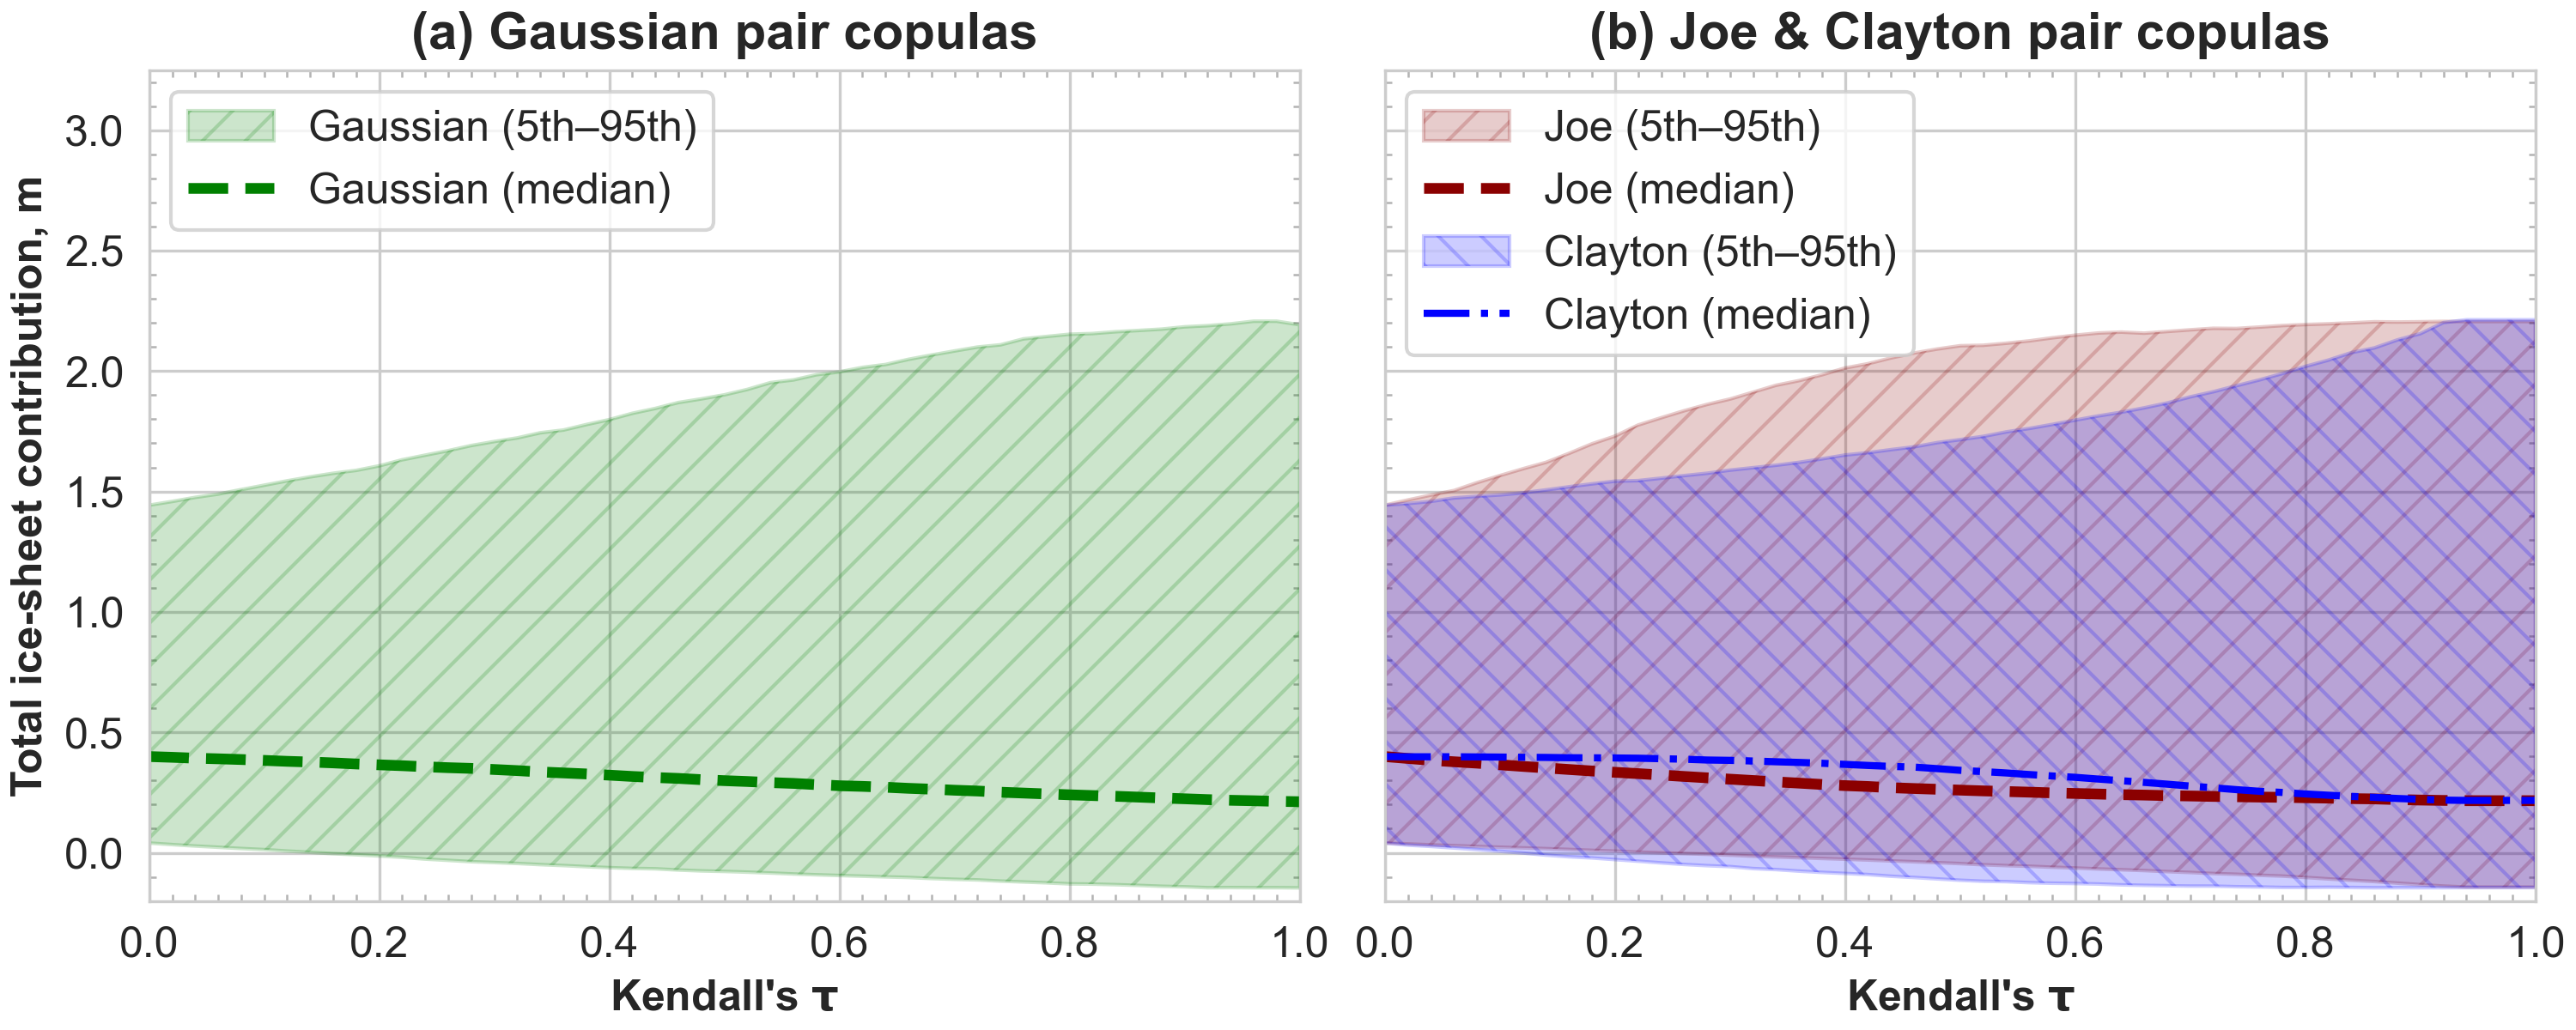 (a) Gaussian pair copulas
Gaussian (5th–95th)
Gaussian (median)
Total ice-sheet contribution, m
3.0
2.5
2.0
1.5
1.0
0.5
0.0
0.0 0.2 0.4 0.6 0.8 1.0
Kendall's τ
(b) Joe & Clayton pair copulas
Joe (5th–95th)
Joe (median)
Clayton (5th–95th)
Clayton (median)
0.0 0.2 0.4 0.6 0.8 1.0
Kendall's τ